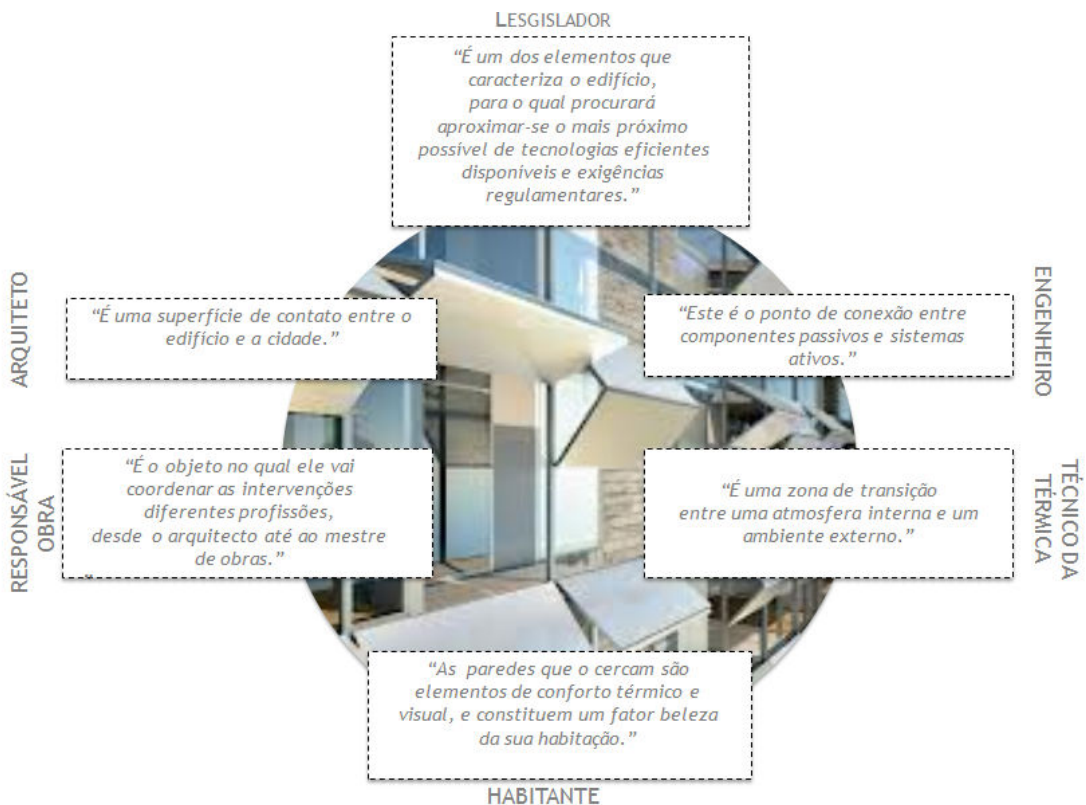 LESGISLADOR
“É um dos elementos que
caracteriza o edifício,
para o qual procurará
aproximar-se o mais próximo
possível de tecnologias eficientes
disponíveis e exigências
regulamentares.”
ARQUITETO
“É uma superfície de contato entre o
edifício e a cidade.”
ENGENHEIRO
“Este é o ponto de conexão entre
componentes passivos e sistemas
ativos.”
RESPONSÁVEL
OBRA
“É o objeto no qual ele vai
coordenar as intervenções
diferentes profissões,
desde o arquitecto até ao mestre
de obras.”
“
TÉCNICO DA
TÉRMICA
“É uma zona de transição
entre uma atmosfera interna e um
ambiente externo.”
“As paredes que o cercam são
elementos de conforto térmico e
visual, e constituem um fator beleza
da sua habitação.”
HABITANTE